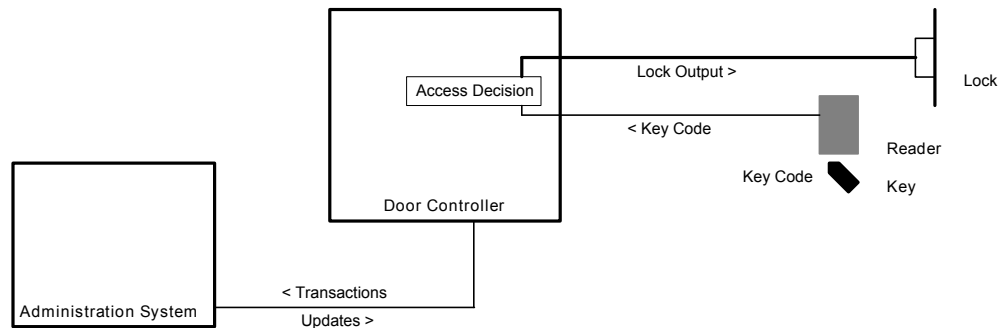 Lock Output >
Lock
Access Decision
< Key Code
Reader
Key Code
Key
Door Controller
< Transactions
Administration System
Updates >